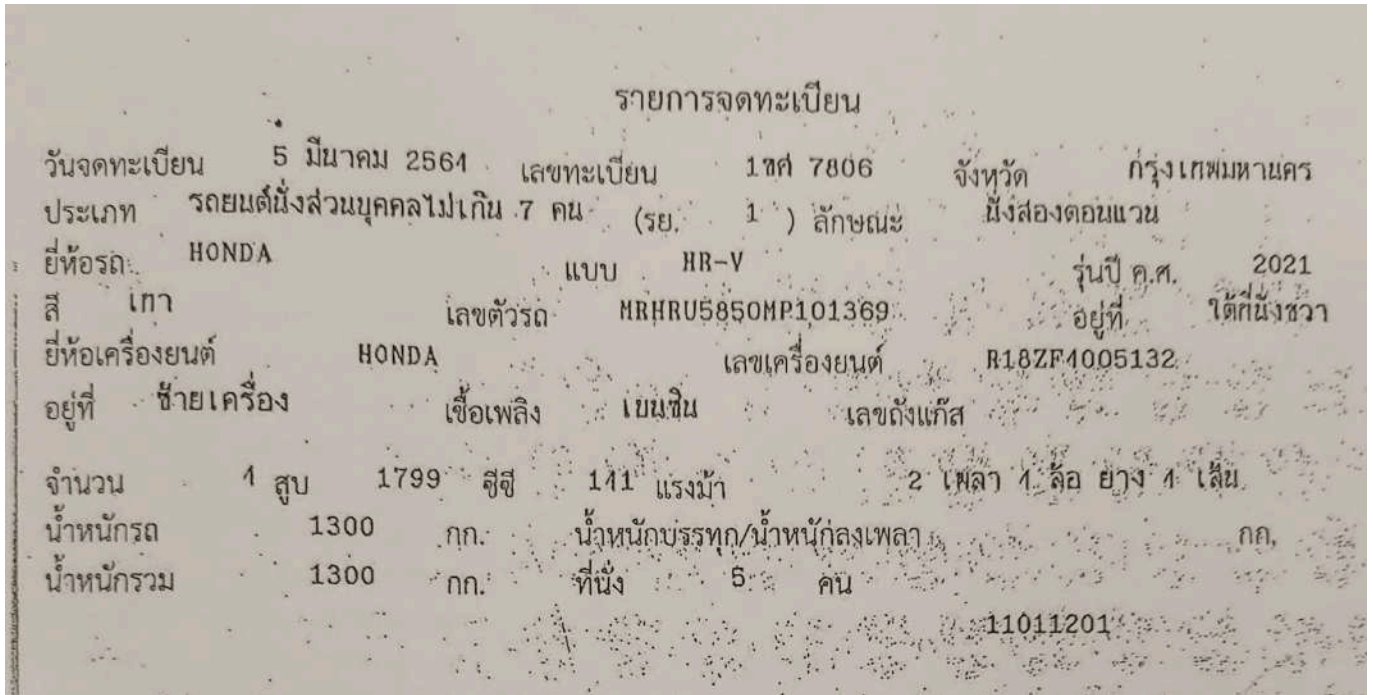 รายการจดทะเบียน
วันจดทะเบียน 5 มีนาคม 2564 เลขทะเบียน 1ขศ 7806 จังหวัด กรุงเทพมหานคร
ประเภท รถยนต์นั่งส่วนบุคคลไม่เกิน 7 คน (รย. 1 ) ลักษณะ นั่งสองตอนแวน
ยี่ห้อรถ HONDA แบบ HR-V รุ่นปี ค.ศ. 2021
สี เทา เลขตัวรถ MRHRU5850MP101369 อยู่ที่ ใต้ที่นั่งขวา
ยี่ห้อเครื่องยนต์ HONDA เลขเครื่องยนต์ R18ZF4005132
อยู่ที่ ซ้ายเครื่อง เชื้อเพลิง เบนซิน เลขถังแก๊ส
จำนวน 4 สูบ 1799 ซีซี 141 แรงม้า 2 เพลา 4 ล้อ ยาง 4 เส้น
น้ำหนักรถ 1300 กก. น้ำหนักบรรทุก/น้ำหนักลงเพลา กก.
น้ำหนักรวม 1300 กก. ที่นั่ง 5 คน
11011201